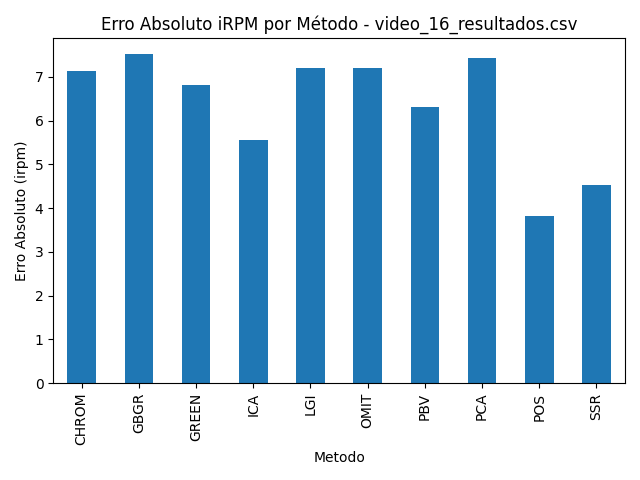 Erro Absoluto iRPM por Método - video_16_resultados.csv
Erro Absoluto (irpm)
7
6
5
4
3
2
1
0
CHROM
GBGR
GREEN
ICA
LGI
OMIT
PBV
PCA
POS
SSR
Metodo